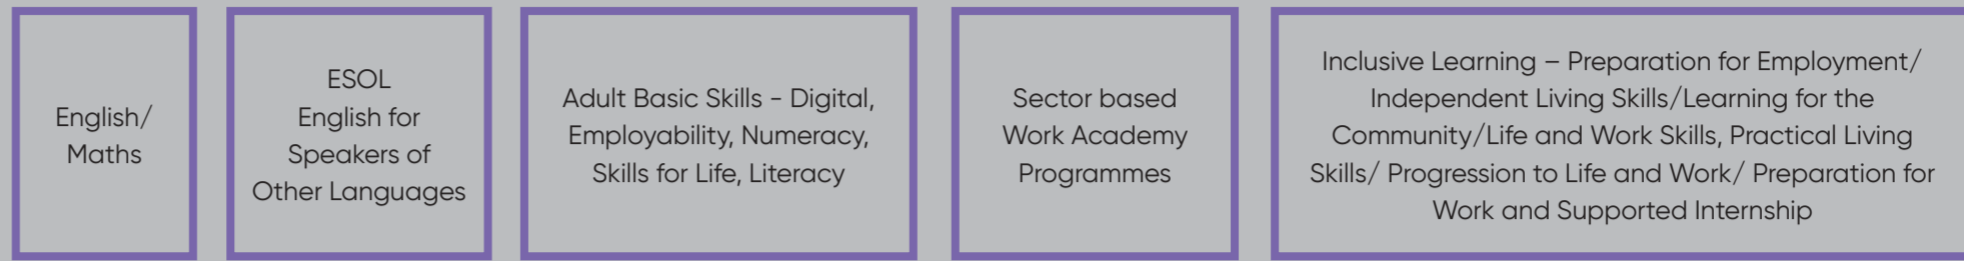 English/
Maths
ESOL
English for
Speakers of
Other Languages
Adult Basic Skills - Digital,
Employability, Numeracy,
Skills for Life, Literacy
Sector based
Work Academy
Programmes
Inclusive Learning – Preparation for Employment/
Independent Living Skills/Learning for the
Community/Life and Work Skills, Practical Living
Skills/ Progression to Life and Work/ Preparation for
Work and Supported Internship